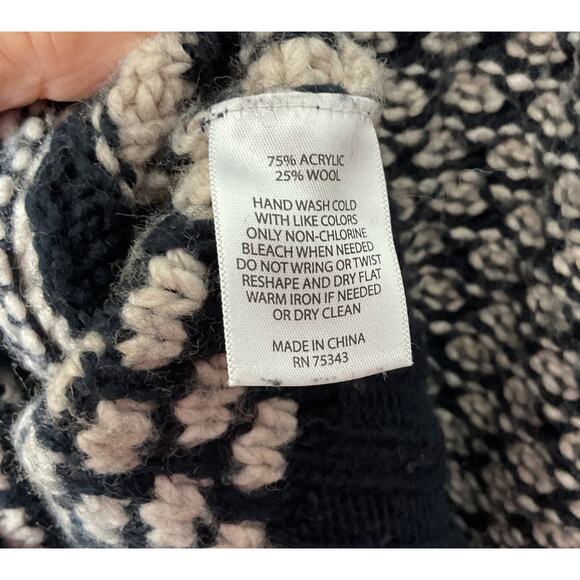 75% ACRYLIC
25% WOOL
HAND WASH COLD
WITH LIKE COLORS
ONLY NON-CHLORINE
BLEACH WHEN NEEDED
DO NOT WRING OR TWIST
RESHAPE AND DRY FLAT
WARM IRON IF NEEDED
OR DRY CLEAN
MADE IN CHINA
RN 75343